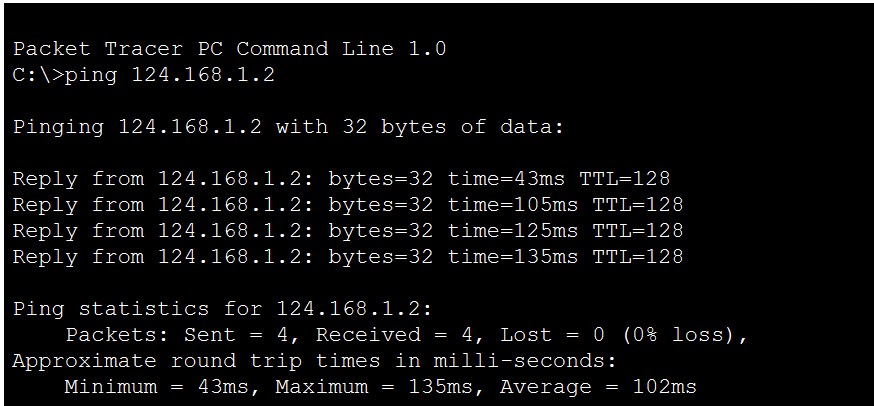 Packet Tracer PC Command Line 1.0
C:\>ping 124.168.1.2
Pinging 124.168.1.2 with 32 bytes of data:
Reply from 124.168.1.2: bytes=32 time=43ms TTL=128
Reply from 124.168.1.2: bytes=32 time=105ms TTL=128
Reply from 124.168.1.2: bytes=32 time=125ms TTL=128
Reply from 124.168.1.2: bytes=32 time=135ms TTL=128
Ping statistics for 124.168.1.2:
    Packets: Sent = 4, Received = 4, Lost = 0 (0% loss),
Approximate round trip times in milli-seconds:
    Minimum = 43ms, Maximum = 135ms, Average = 102ms